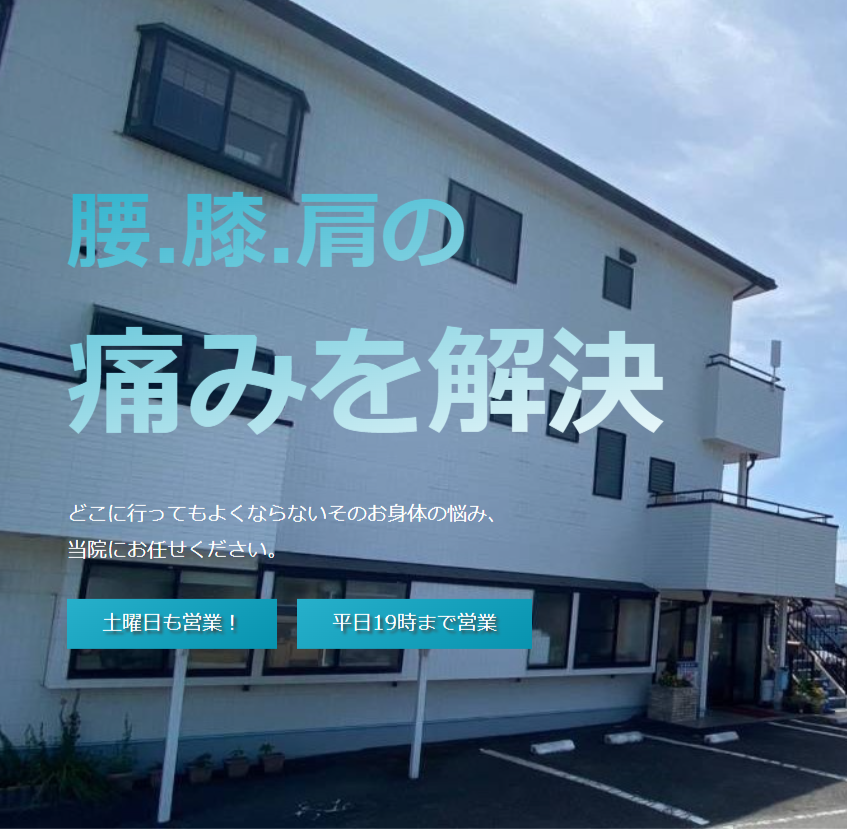 腰.膝.肩の
痛みを解決
どこに行ってもよくならないそのお身体の悩み、
当院にお任せください。
土曜日も営業！
平日19時まで営業